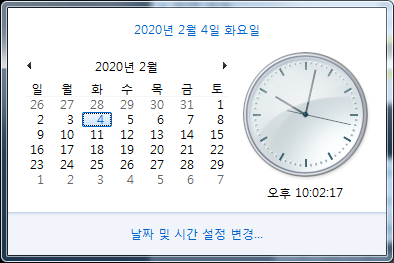 2020년 2월 4일 화요일
2020년 2월
일 월 화 수 목 금 토
26 27 28 29 30 31 1
2 3 4 5 6 7 8
9 10 11 12 13 14 15
16 17 18 19 20 21 22
23 24 25 26 27 28 29
1 2 3 4 5 6 7
오후 10:02:17
날짜 및 시간 설정 변경...